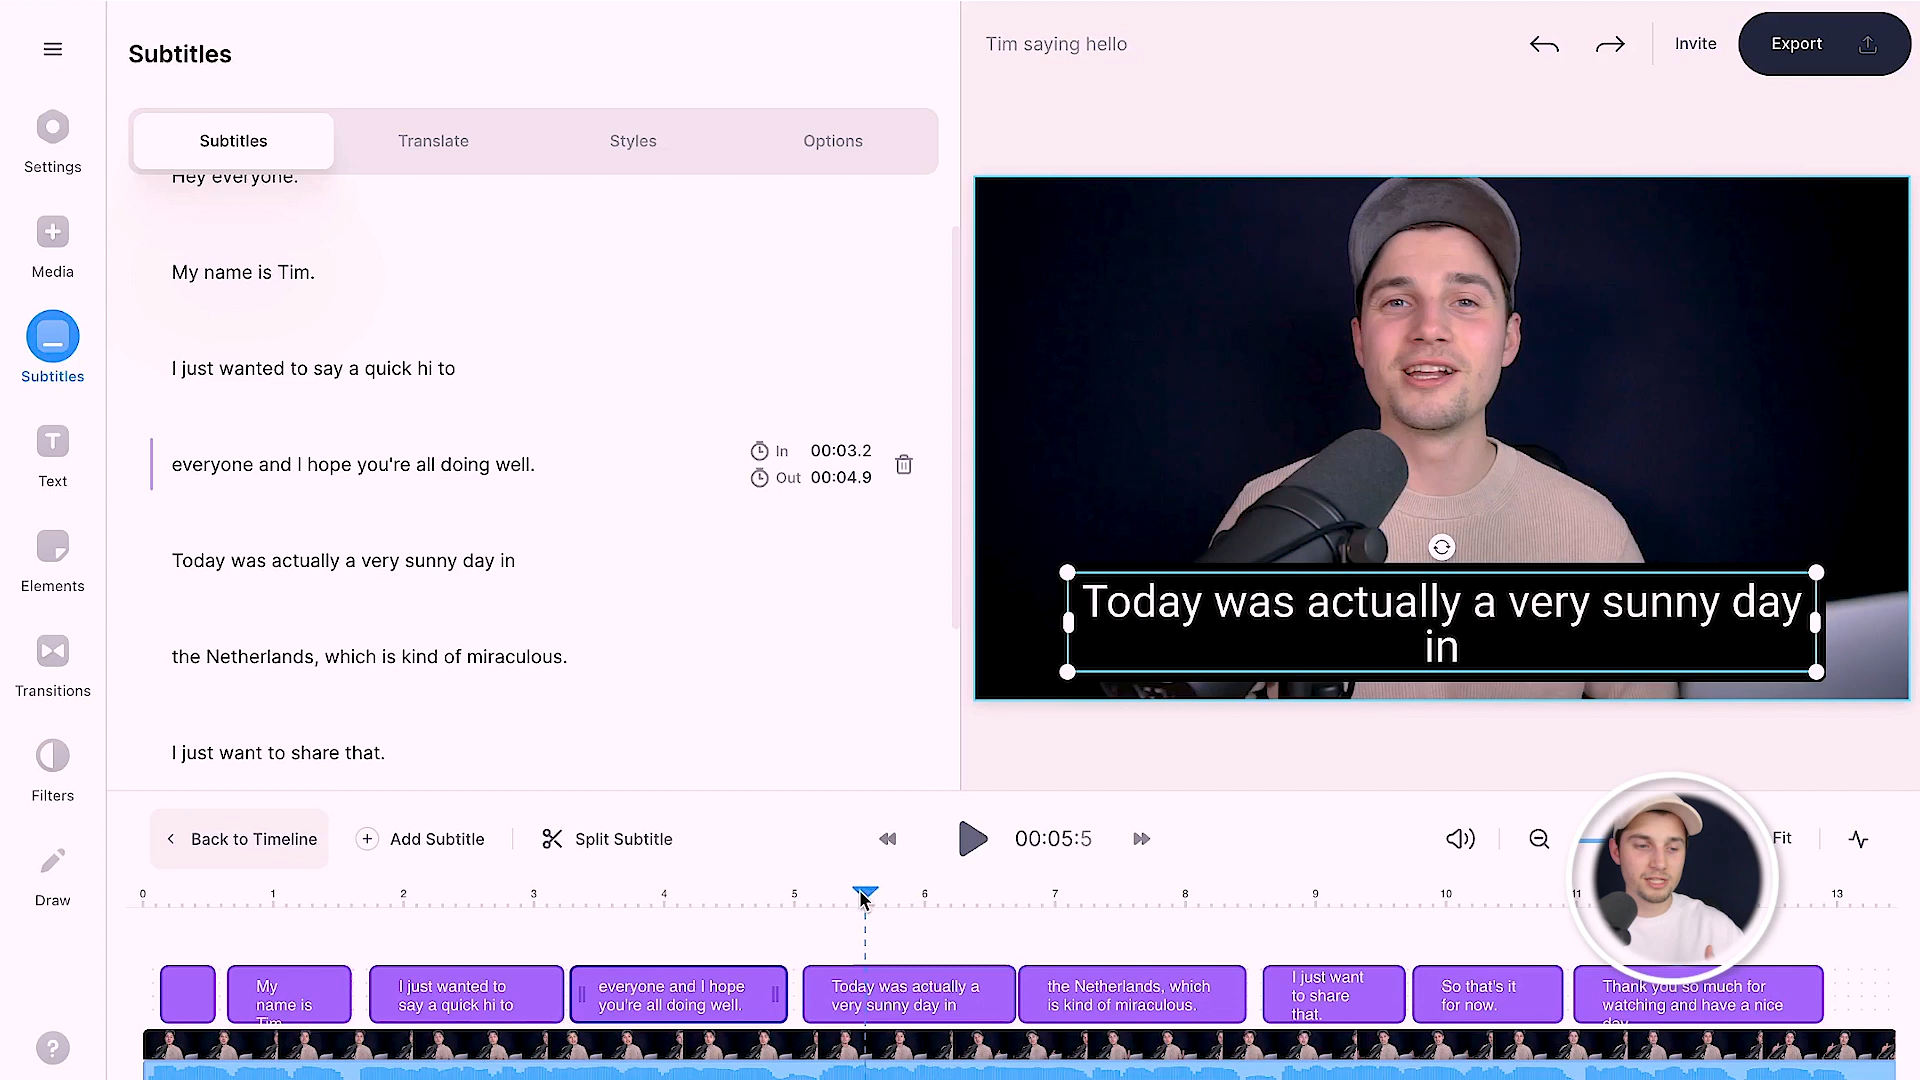 Subtitles
Tim saying hello
Invite
Export
Settings
Media
Subtitles
Text
Elements
Transitions
Filters
Draw
?
Subtitles
Translate
Styles
Options
Hey everyone.
My name is Tim.
I just wanted to say a quick hi to
everyone and I hope you're all doing well.
In 00:03.2
Out 00:04.9
Today was actually a very sunny day in
the Netherlands, which is kind of miraculous.
I just want to share that.
Today was actually a very sunny day
in
Back to Timeline
Add Subtitle
Split Subtitle
00:05:5
Fit
0 1 2 3 4 5 6 7 8 9 10 11 13
My
name is
Tim.
I just wanted to
say a quick hi to
everyone and I hope
you're all doing well.
Today was actually a
very sunny day in
the Netherlands, which
is kind of miraculous.
I just want
to share
that.
So that's it
for now.
Thank you so much for
watching and have a nice
day.